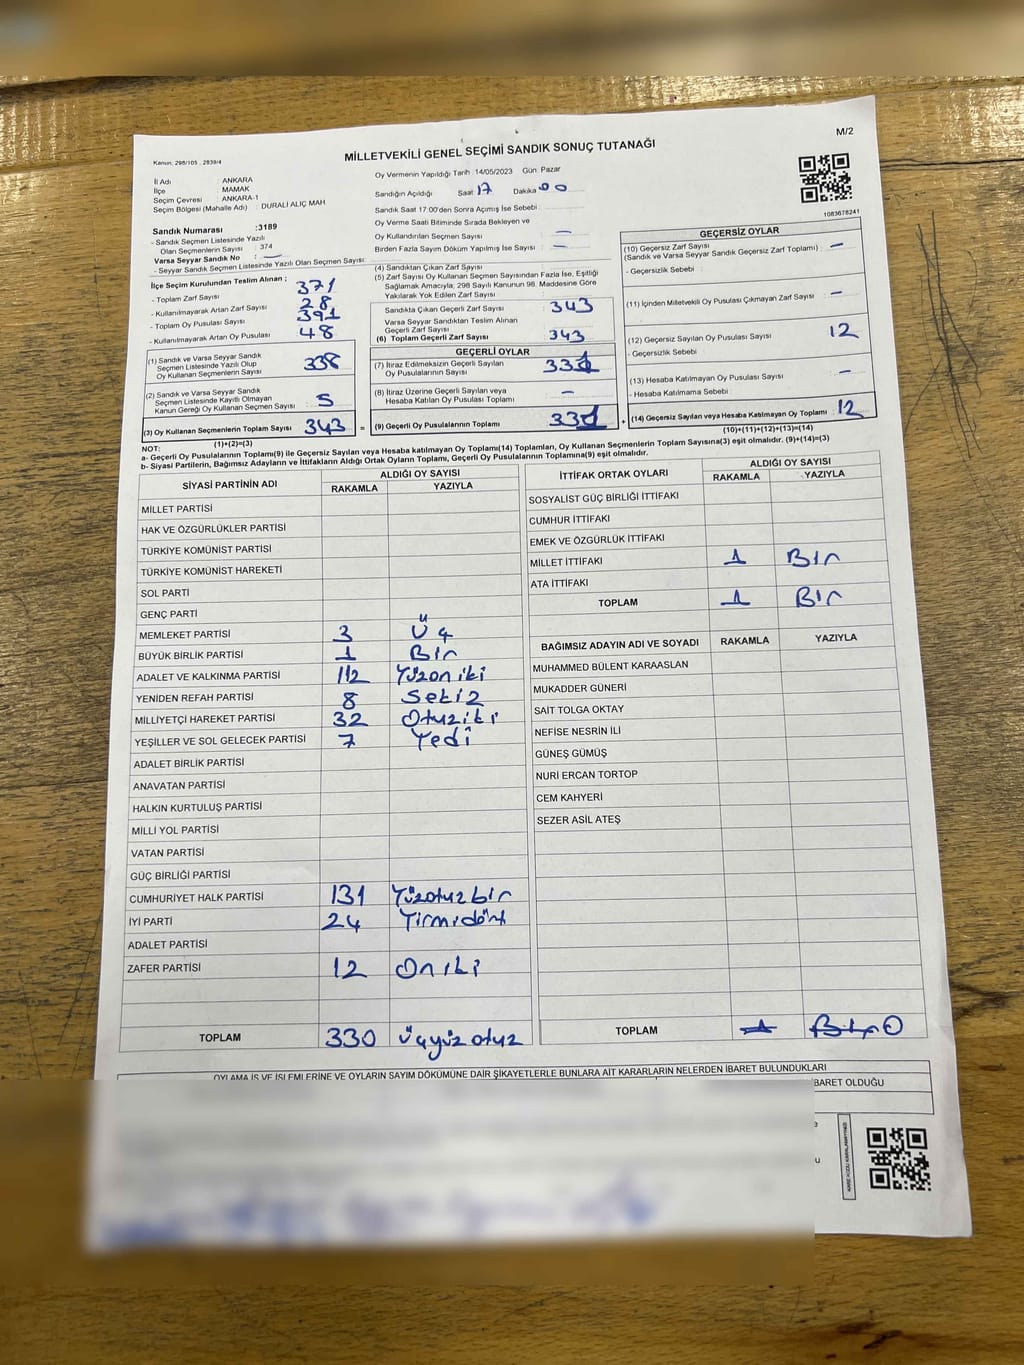 M/2
Kanun: 298/105 , 2839/4
MİLLETVEKİLİ GENEL SEÇİMİ SANDIK SONUÇ TUTANAĞI
İl Adı : ANKARA
İlçe : MAMAK
Seçim Çevresi : ANKARA-1
Seçim Bölgesi (Mahalle Adı) : DURALİ ALIÇ MAH
Sandık Numarası :3189
- Sandık Seçmen Listesinde Yazılı
Olan Seçmenlerin Sayısı : 374
Varsa Seyyar Sandık No : —
- Seyyar Sandık Seçmen Listesinde Yazılı Olan Seçmen Sayısı :
İlçe Seçim Kurulundan Teslim Alınan ;
- Toplam Zarf Sayısı 371
- Kullanılmayarak Artan Zarf Sayısı 28
- Toplam Oy Pusulası Sayısı 391
- Kullanılmayarak Artan Oy Pusulası 48
(1) Sandık ve Varsa Seyyar Sandık
Seçmen Listesinde Yazılı Olup
Oy Kullanan Seçmenlerin Sayısı 338
(2) Sandık ve Varsa Seyyar Sandık
Seçmen Listesinde Kayıtlı Olmayan
Kanun Gereği Oy Kullanan Seçmen Sayısı 5
(3) Oy Kullanan Seçmenlerin Toplam Sayısı 343
(1)+(2)=(3)
Oy Vermenin Yapıldığı Tarih : 14/05/2023 Gün : Pazar
Sandığın Açıldığı Saat: 17 Dakika: 00
Sandık Saat 17:00'den Sonra Açımış İse Sebebi :
Oy Verme Saati Bitiminde Sırada Bekleyen ve
Oy Kullandırılan Seçmen Sayısı : —
Birden Fazla Sayım Döküm Yapılmış İse Sayısı : —
(4) Sandıktan Çıkan Zarf Sayısı
(5) Zarf Sayısı Oy Kullanan Seçmen Sayısından Fazla İse, Eşitliği
Sağlamak Amacıyla, 298 Sayılı Kanunun 98. Maddesine Göre
Yakılarak Yok Edilen Zarf Sayısı :
Sandıkta Çıkan Geçerli Zarf Sayısı : 343
Varsa Seyyar Sandıktan Teslim Alınan
Geçerli Zarf Sayısı
(6) Toplam Geçerli Zarf Sayısı : 343
GEÇERLİ OYLAR
(7) İtiraz Edilmeksizin Geçerli Sayılan
Oy Pusulalarının Sayısı : 331
(8) İtiraz Üzerine Geçerli Sayılan veya
Hesaba Katılan Oy Pusulası Toplamı : —
= (9) Geçerli Oy Pusulalarının Toplamı : 331 +
1083678241
GEÇERSİZ OYLAR
(10) Geçersiz Zarf Sayısı
(Sandık ve Varsa Seyyar Sandık Geçersiz Zarf Toplamı) : —
- Geçersizlik Sebebi :
(11) İçinden Milletvekili Oy Pusulası Çıkmayan Zarf Sayısı : —
(12) Geçersiz Sayılan Oy Pusulası Sayısı : 12
- Geçersizlik Sebebi :
(13) Hesaba Katılmayan Oy Pusulası Sayısı : —
- Hesaba Katılmama Sebebi :
(14) Geçersiz Sayılan veya Hesaba Katılmayan Oy Toplamı : 12
(10)+(11)+(12)+(13)=(14)
NOT:
a- Geçerli Oy Pusulalarının Toplamı(9) ile Geçersiz Sayılan veya Hesaba katılmayan Oy Toplamı(14) Toplamları, Oy Kullanan Seçmenlerin Toplam Sayısına(3) eşit olmalıdır. (9)+(14)=(3)
b- Siyasi Partilerin, Bağımsız Adayların ve İttifakların Aldığı Ortak Oyların Toplamı, Geçerli Oy Pusulalarının Toplamına(9) eşit olmalıdır.
SİYASİ PARTİNİN ADI ALDIĞI OY SAYISI
RAKAMLA YAZIYLA
MİLLET PARTİSİ
HAK VE ÖZGÜRLÜKLER PARTİSİ
TÜRKİYE KOMÜNİST PARTİSİ
TÜRKİYE KOMÜNİST HAREKETİ
SOL PARTİ
GENÇ PARTİ
MEMLEKET PARTİSİ 3 Üç
BÜYÜK BİRLİK PARTİSİ 1 Bir
ADALET VE KALKINMA PARTİSİ 112 Yüzoniki
YENİDEN REFAH PARTİSİ 8 Sekiz
MİLLİYETÇİ HAREKET PARTİSİ 32 Otuziki
YEŞİLLER VE SOL GELECEK PARTİSİ 7 Yedi
ADALET BİRLİK PARTİSİ
ANAVATAN PARTİSİ
HALKIN KURTULUŞ PARTİSİ
MİLLİ YOL PARTİSİ
VATAN PARTİSİ
GÜÇ BİRLİĞİ PARTİSİ
CUMHURİYET HALK PARTİSİ 131 Yüzotuzbir
İYİ PARTİ 24 Yirmidört
ADALET PARTİSİ
ZAFER PARTİSİ 12 Oniki
TOPLAM 330 Üçyüzotuz
İTTİFAK ORTAK OYLARI ALDIĞI OY SAYISI
RAKAMLA YAZIYLA
SOSYALİST GÜÇ BİRLİĞİ İTTİFAKI
CUMHUR İTTİFAKI
EMEK VE ÖZGÜRLÜK İTTİFAKI
MİLLET İTTİFAKI 1 Bir
ATA İTTİFAKI
TOPLAM 1 Bir
BAĞIMSIZ ADAYIN ADI VE SOYADI RAKAMLA YAZIYLA
MUHAMMED BÜLENT KARAASLAN
MUKADDER GÜNERİ
SAİT TOLGA OKTAY
NEFİSE NESRİN İLİ
GÜNEŞ GÜMÜŞ
NURİ ERCAN TORTOP
CEM KAHYERİ
SEZER ASİL ATEŞ
TOPLAM 1 Bir 0
OYLAMA İŞ VE İŞLEMLERİNE VE OYLARIN SAYIM DÖKÜMÜNE DAİR ŞİKAYETLERLE BUNLARA AİT KARARLARIN NELERDEN İBARET BULUNDUKLARI
İBARET OLDUĞU